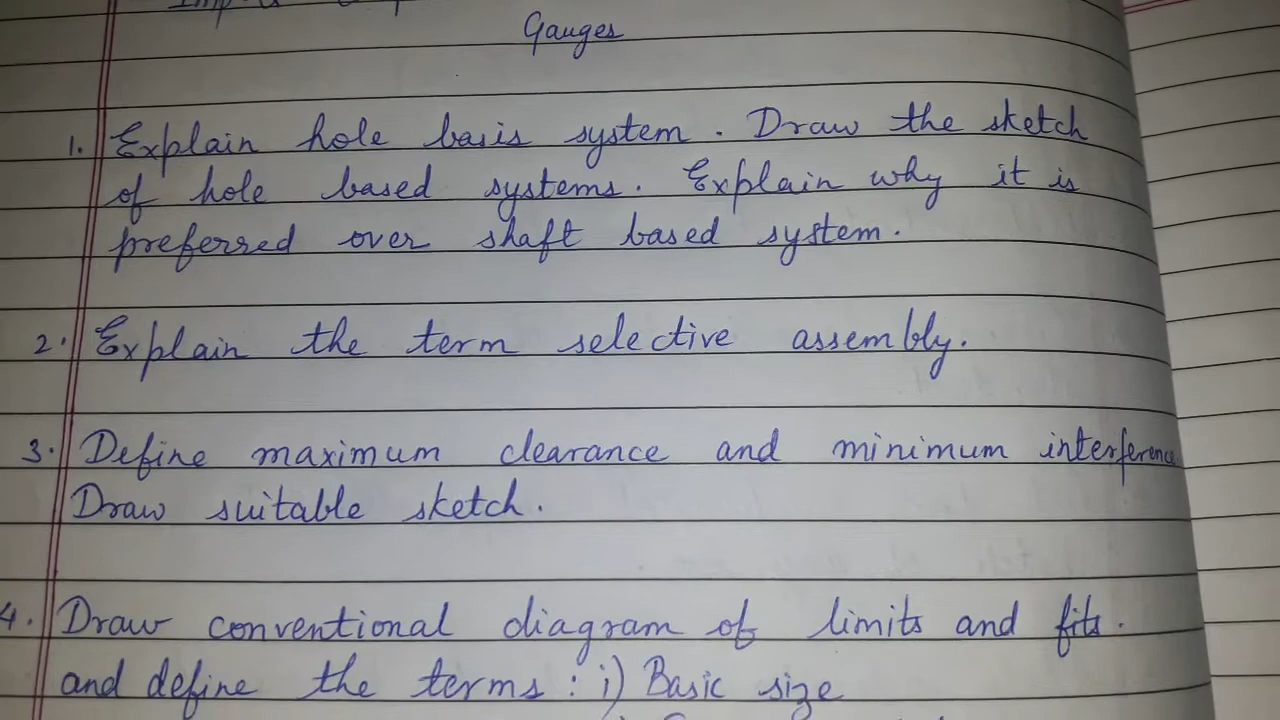 Gauges
1. Explain hole basis system. Draw the sketch
of hole based systems. Explain why it is
preferred over shaft based system.
2. Explain the term selective assembly.
3. Define maximum clearance and minimum interference
Draw suitable sketch.
4. Draw conventional diagram of limits and fits.
and define the terms: i) Basic size